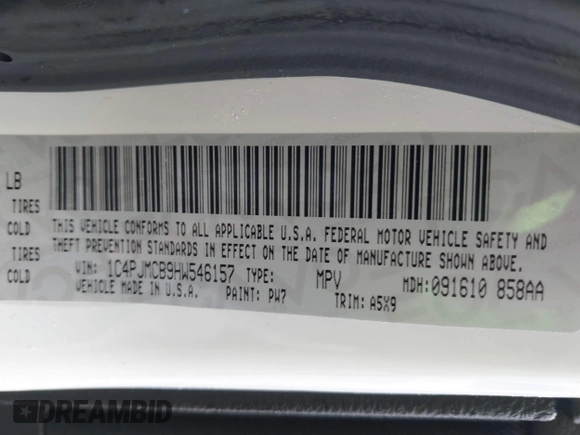 LB
TIRES
COLD
TIRES
COLD
THIS VEHICLE CONFORMS TO ALL APPLICABLE U.S.A. FEDERAL MOTOR VEHICLE SAFETY AND
THEFT PREVENTION STANDARDS IN EFFECT ON THE DATE OF MANUFACTURE SHOWN ABOVE.
VIN: 1C4PJMCB9HW546157 TYPE: MPV MDH: 091610 858AA
VEHICLE MADE IN U.S.A. PAINT: PW7 TRIM: A5X9
DREAMBID